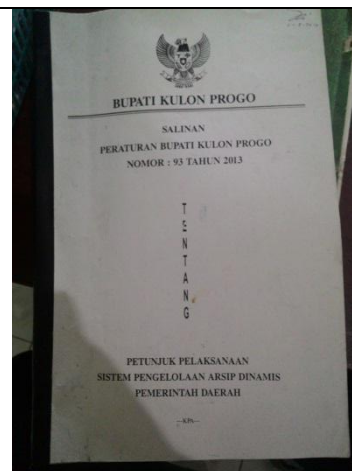 BUPATI KULON PROGO
SALINAN
PERATURAN BUPATI KULON PROGO
NOMOR : 93 TAHUN 2013
T
E
N
T
A
N
G
PETUNJUK PELAKSANAAN
SISTEM PENGELOLAAN ARSIP DINAMIS
PEMERINTAH DAERAH